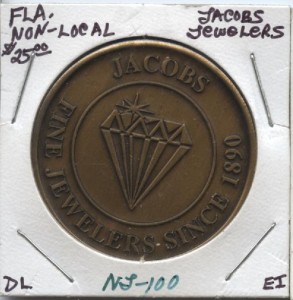 FLA.
NON-LOCAL
$25.00
JACOBS
JEWELERS
JACOBS
FINE JEWELERS-SINCE 1890
DL
NJ-100
EI